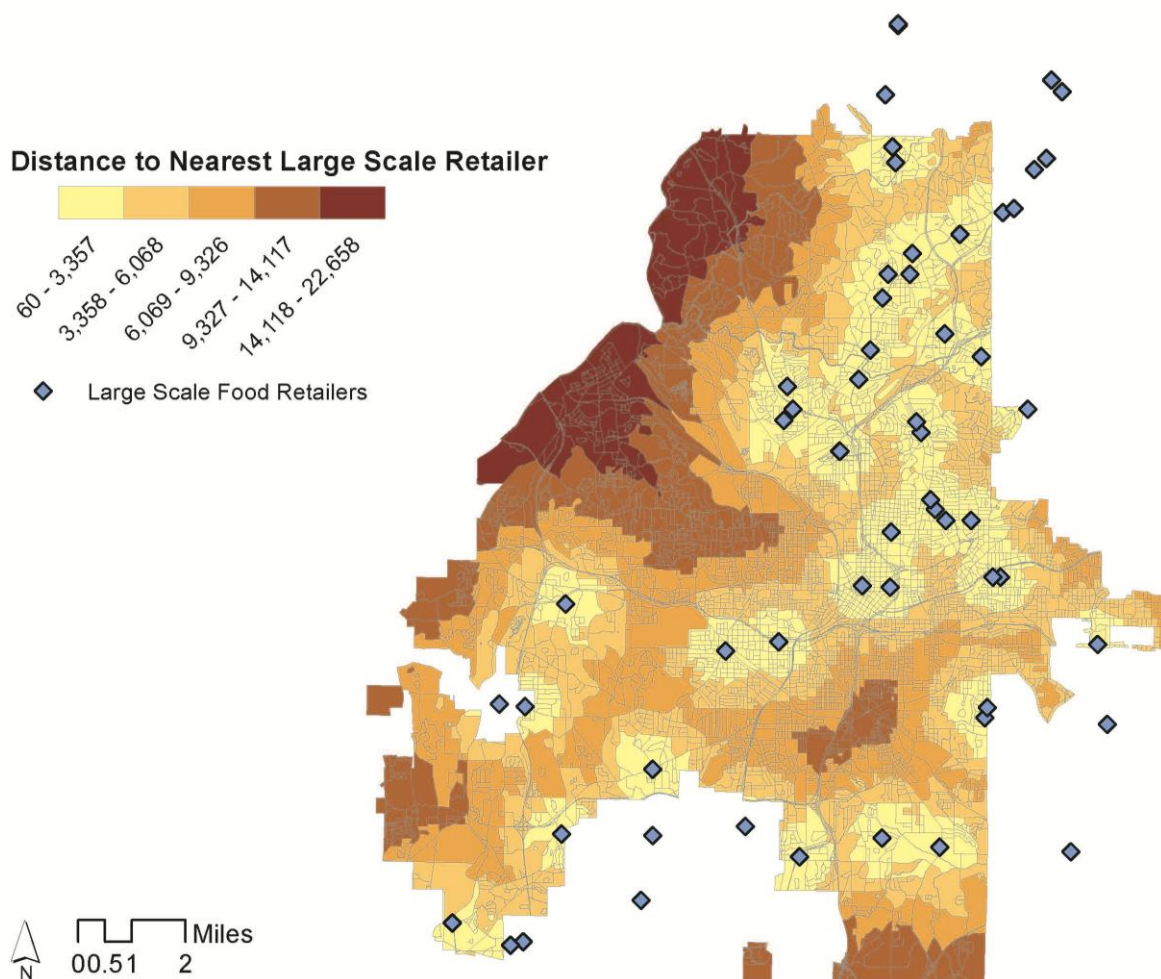 Distance to Nearest Large Scale Retailer
60 - 3,357
3,358 - 6,068
6,069 - 9,326
9,327 - 14,117
14,118 - 22,658
Large Scale Food Retailers
N
00.51 2 Miles